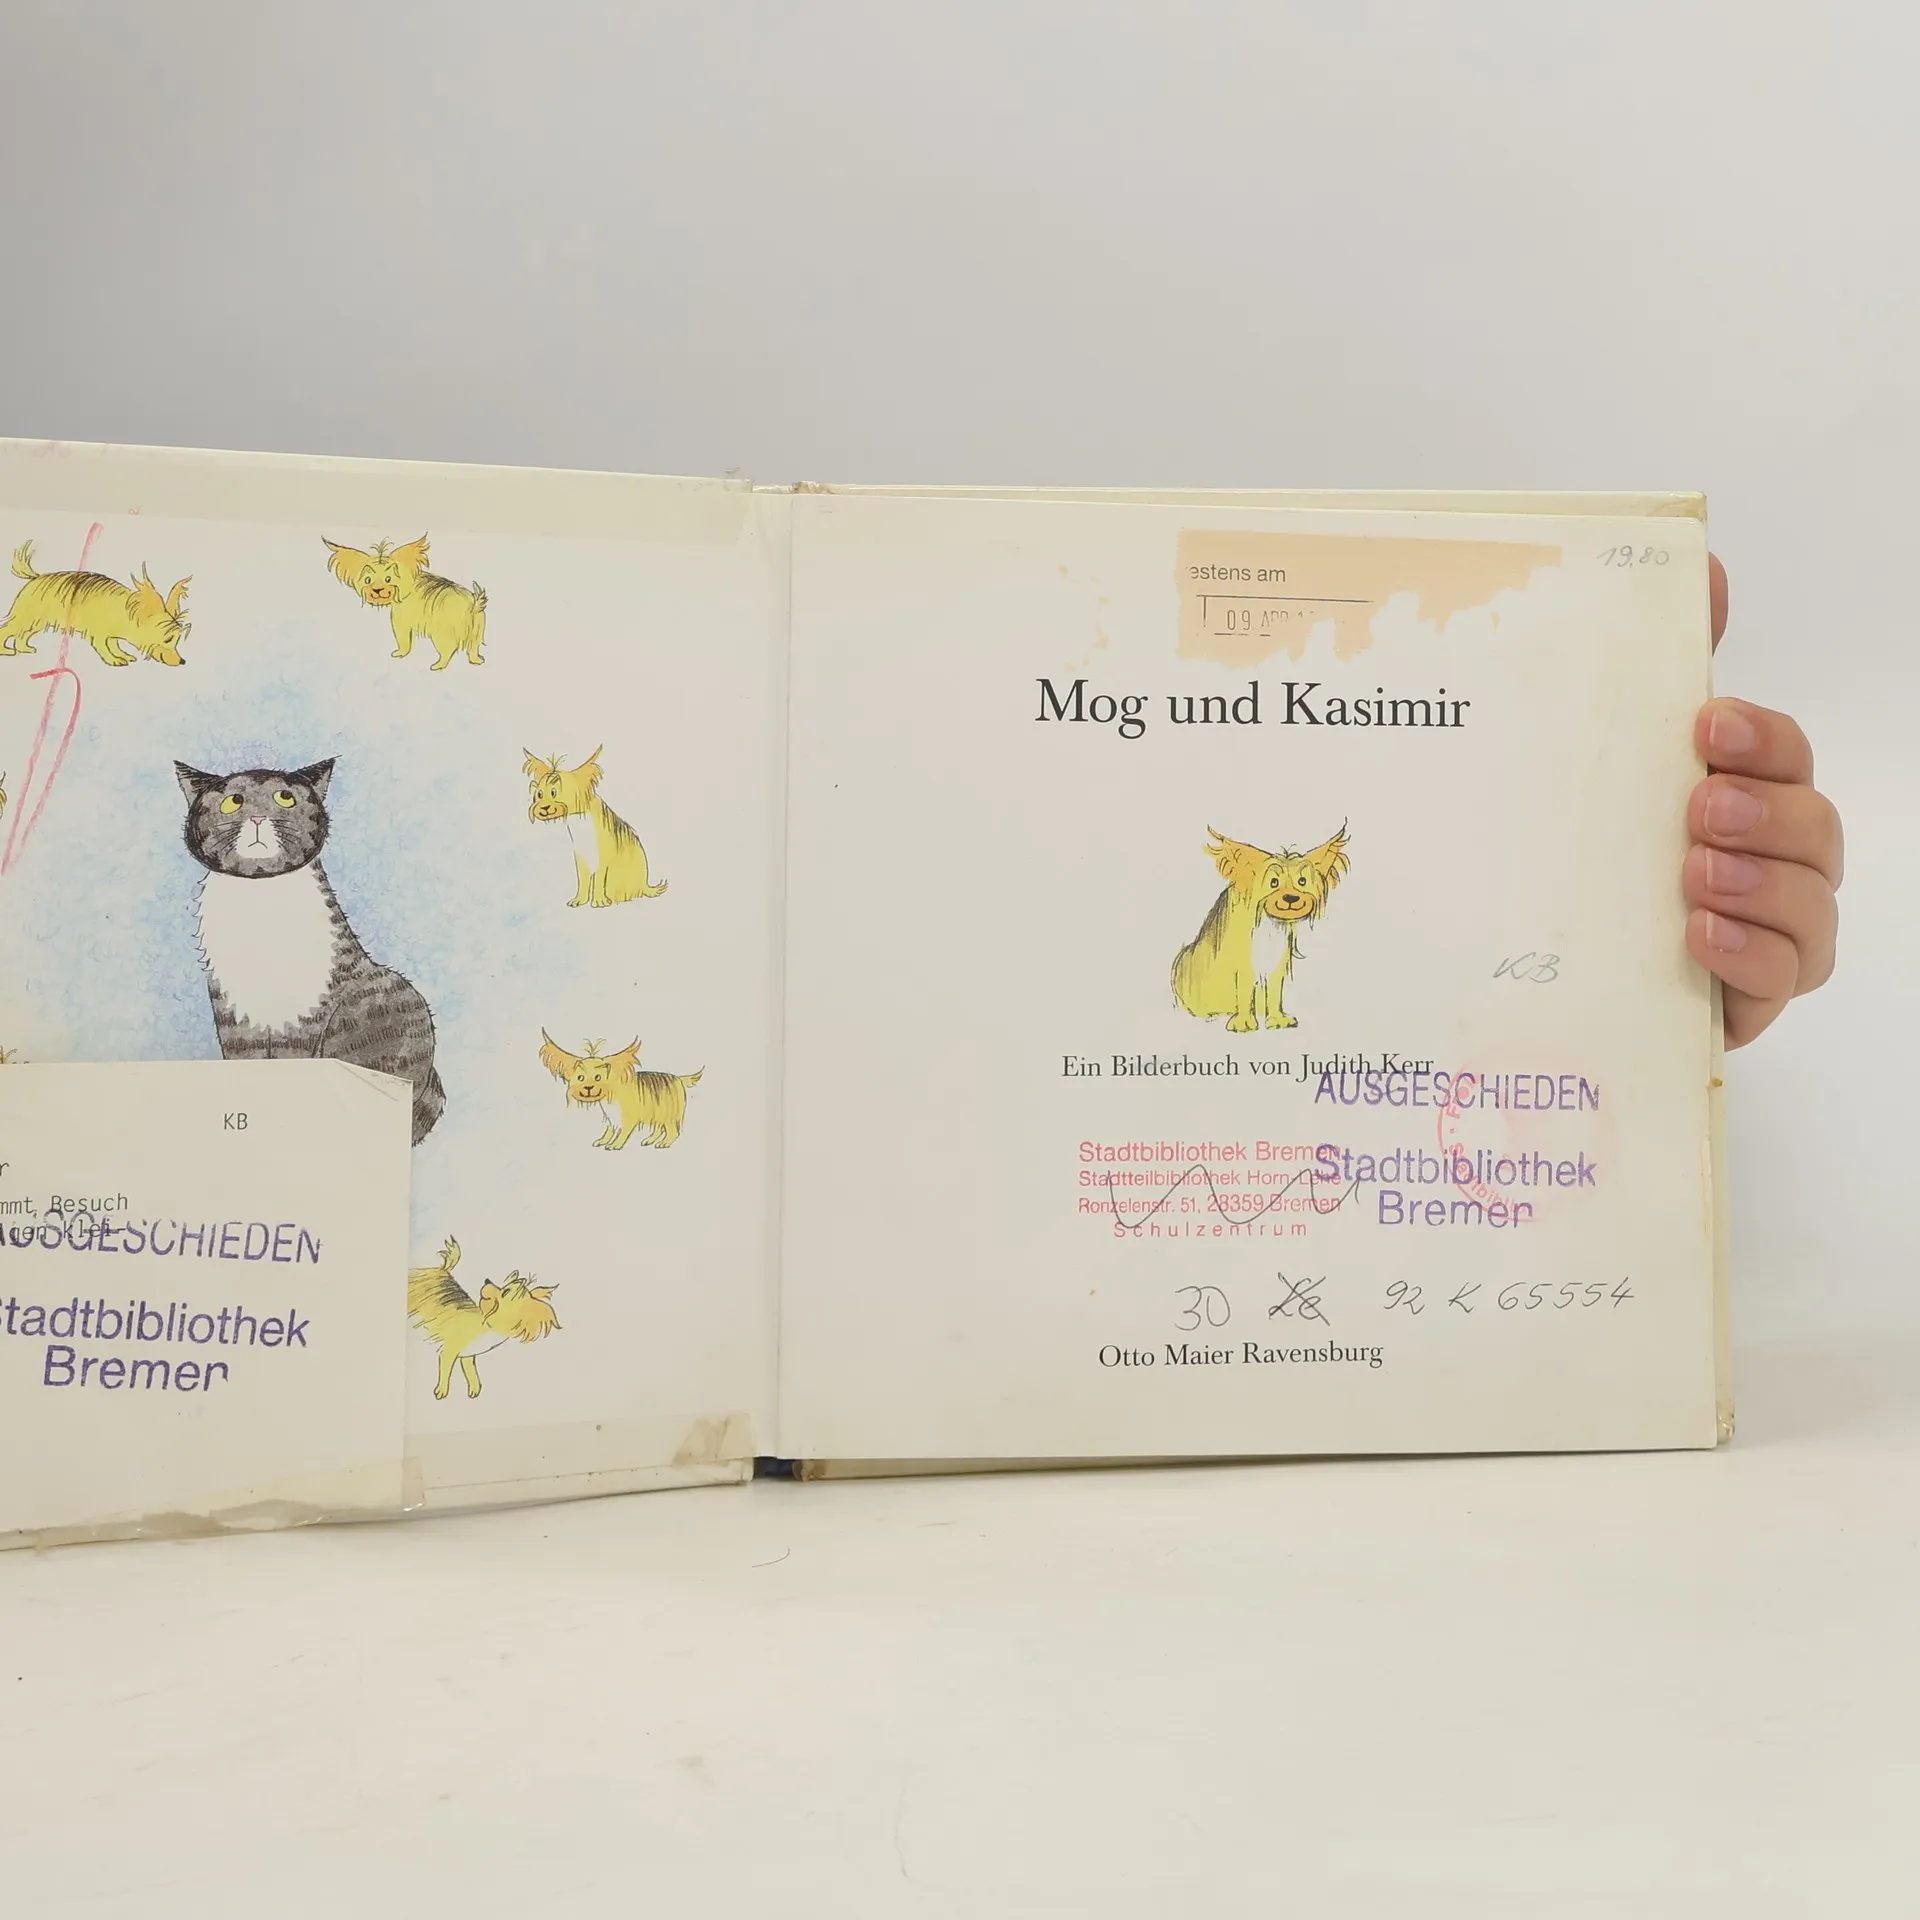 KB
mmt, Besuch
AUSGESCHIEDEN
Stadtbibliothek
Bremen
19,80
estens am
09 APR
Mog und Kasimir
KB
Ein Bilderbuch von Judith Kerr
AUSGESCHIEDEN
Stadtbibliothek Bremen
Stadtteilbibliothek Horn-Lehe
Ronzelenstr. 51, 28359 Bremen
Schulzentrum
Stadtbibliothek
Bremen
30 92 K 65554
Otto Maier Ravensburg